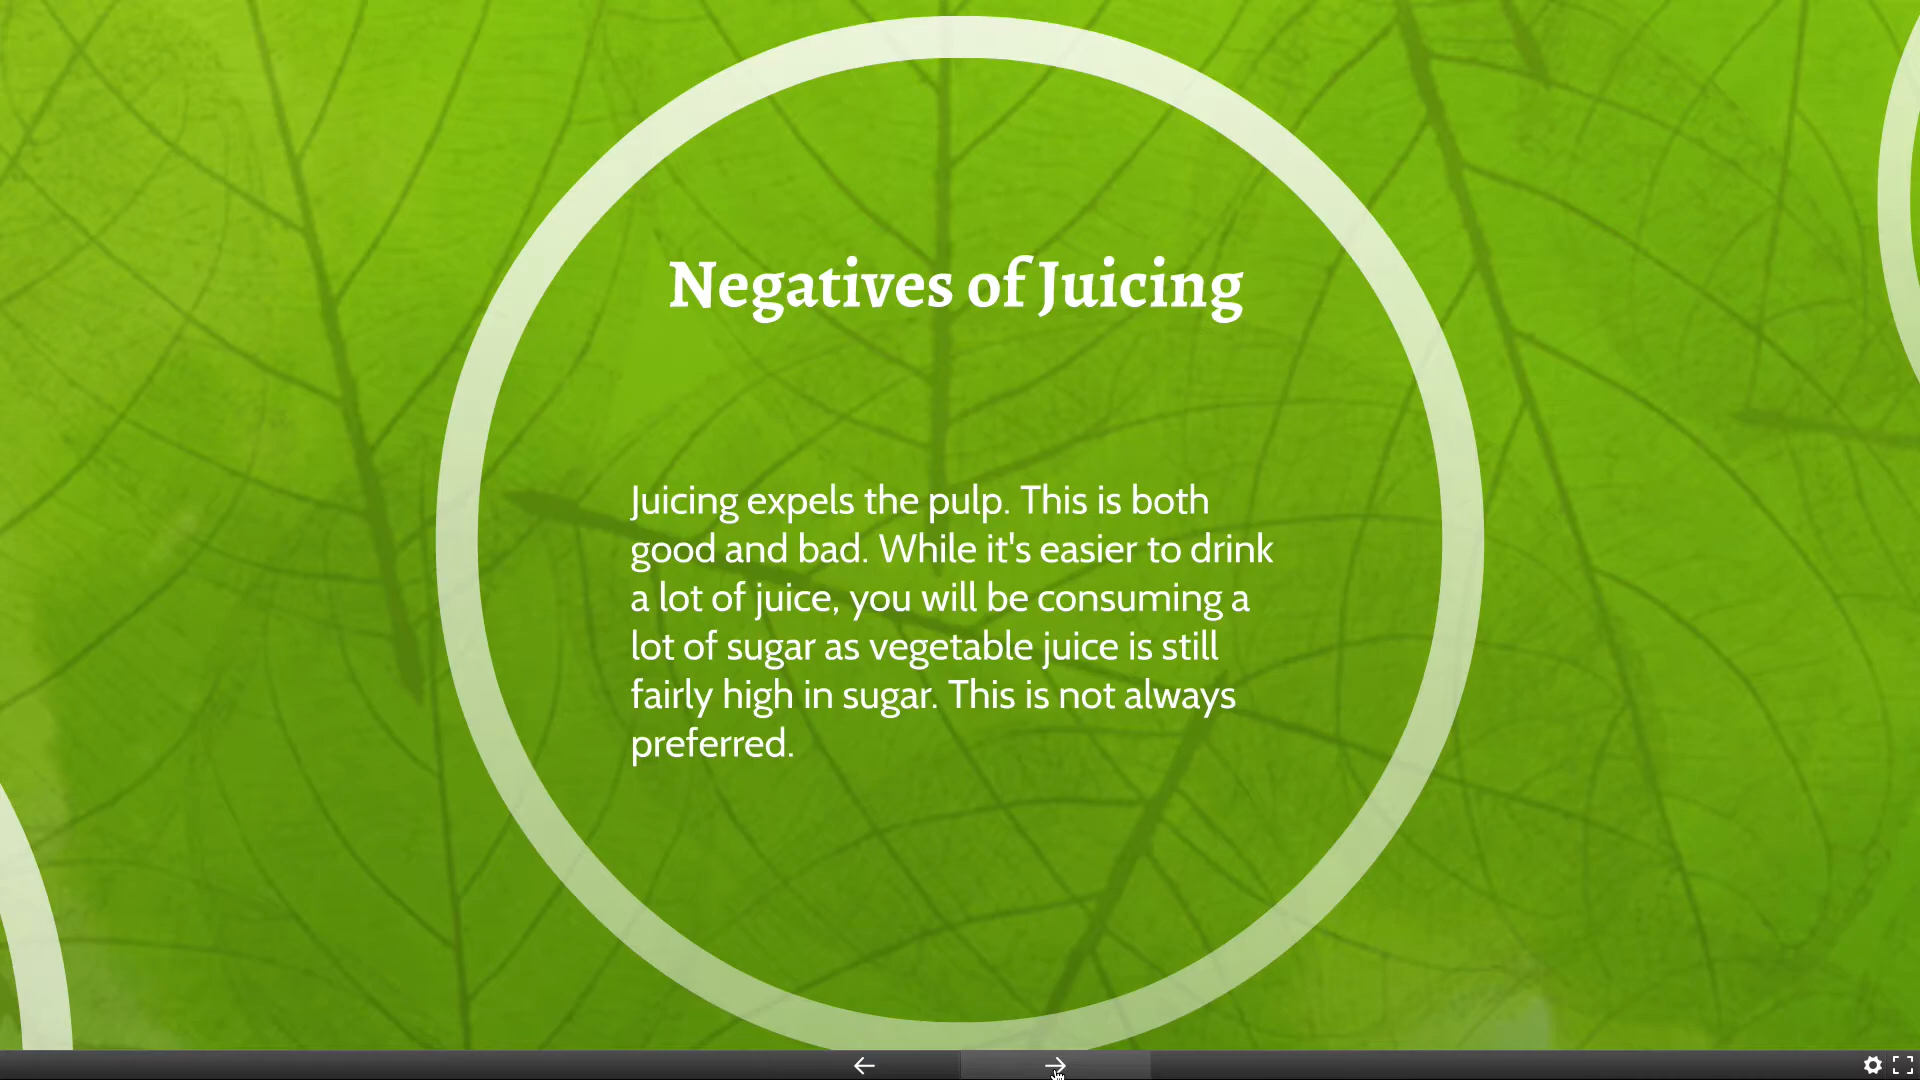 Negatives of Juicing
Juicing expels the pulp. This is both
good and bad. While it's easier to drink
a lot of juice, you will be consuming a
lot of sugar as vegetable juice is still
fairly high in sugar. This is not always
preferred.